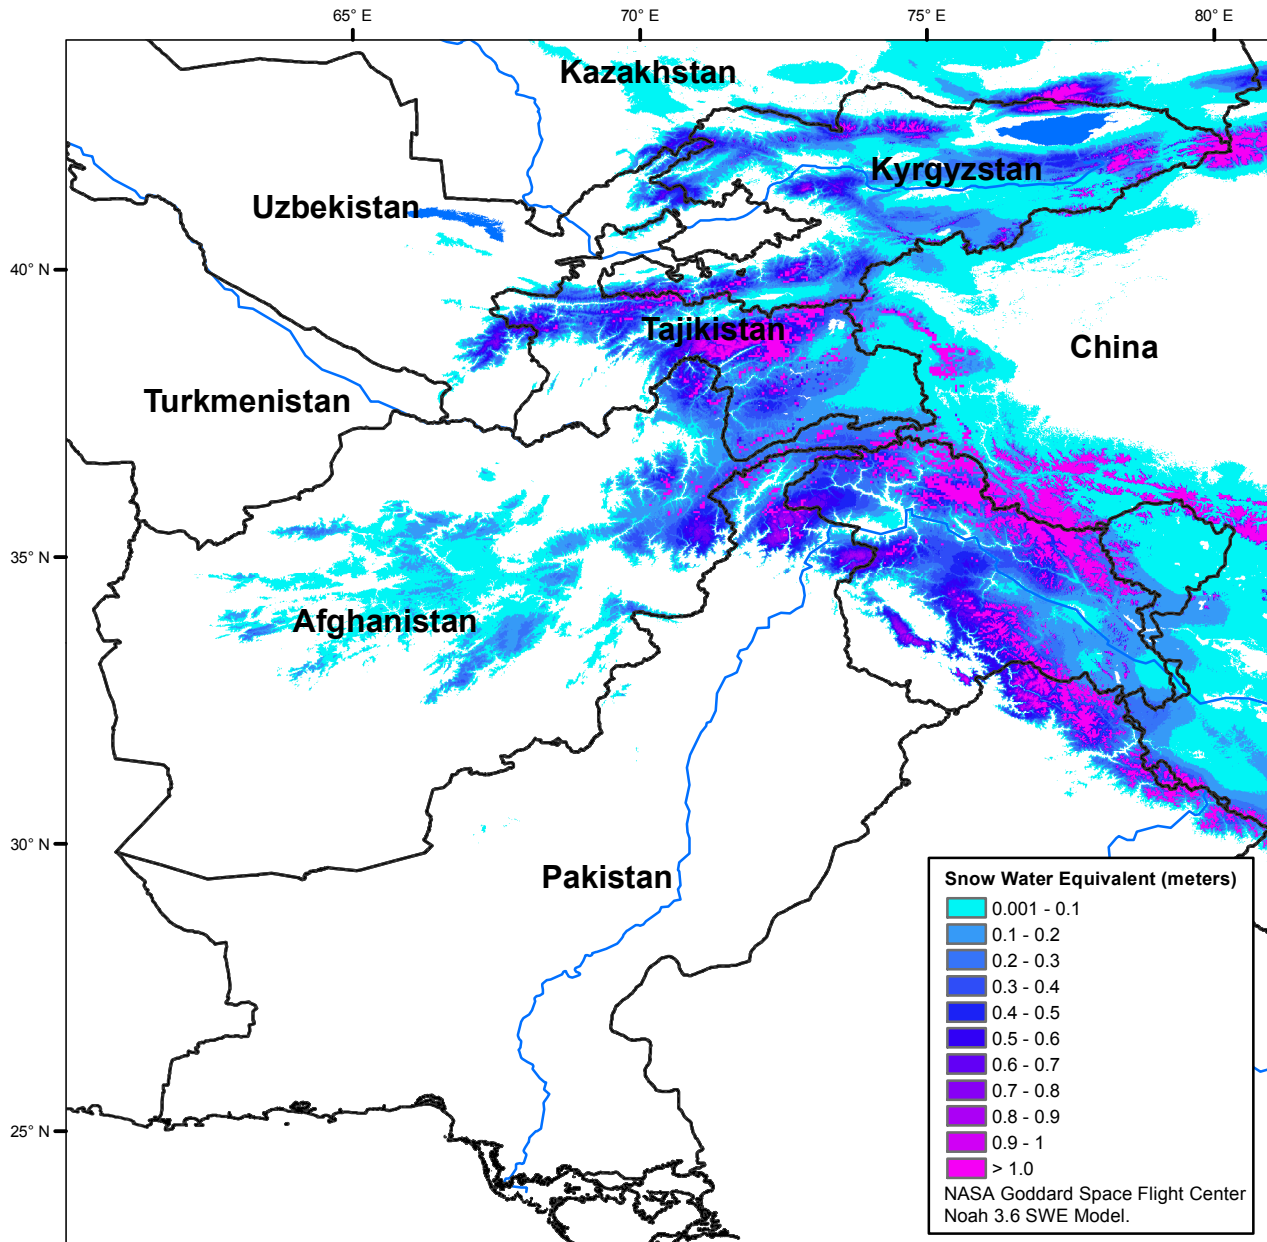 65° E
70° E
75° E
80° E
Kazakhstan
Kyrgyzstan
Uzbekistan
40° N
Tajikistan
China
Turkmenistan
35° N
Afghanistan
30° N
Pakistan
25° N
Snow Water Equivalent (meters)
0.001 - 0.1
0.1 - 0.2
0.2 - 0.3
0.3 - 0.4
0.4 - 0.5
0.5 - 0.6
0.6 - 0.7
0.7 - 0.8
0.8 - 0.9
0.9 - 1
> 1.0
NASA Goddard Space Flight Center
Noah 3.6 SWE Model.